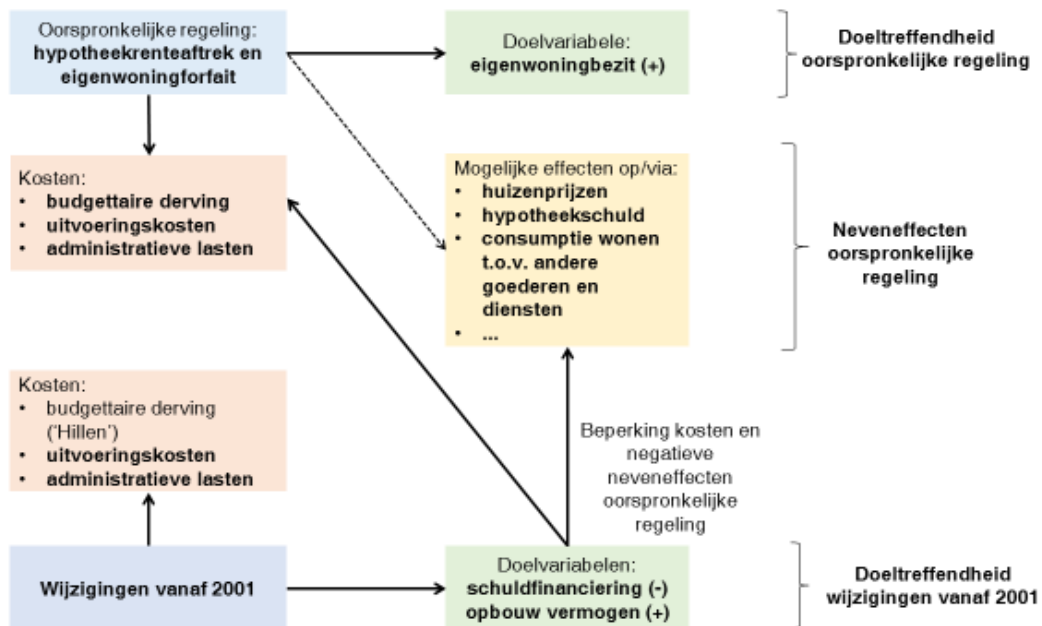 Oorspronkelijke regeling:
hypotheekrenteaftrek en
eigenwoningforfait
Doelvariabele:
eigenwoningbezit (+)
Doeltreffendheid
oorspronkelijke regeling
Kosten:
• budgettaire derving
• uitvoeringskosten
• administratieve lasten
Mogelijke effecten op/via:
• huizenprijzen
• hypotheekschuld
• consumptie wonen
t.o.v. andere
goederen en
diensten
• ...
Neveneffecten
oorspronkelijke
regeling
Kosten:
• budgettaire derving
('Hillen')
• uitvoeringskosten
• administratieve lasten
Beperking kosten en
negatieve
neveneffecten
oorspronkelijke
regeling
Wijzigingen vanaf 2001
Doelvariabelen:
schuldfinanciering (-)
opbouw vermogen (+)
Doeltreffendheid
wijzigingen vanaf 2001